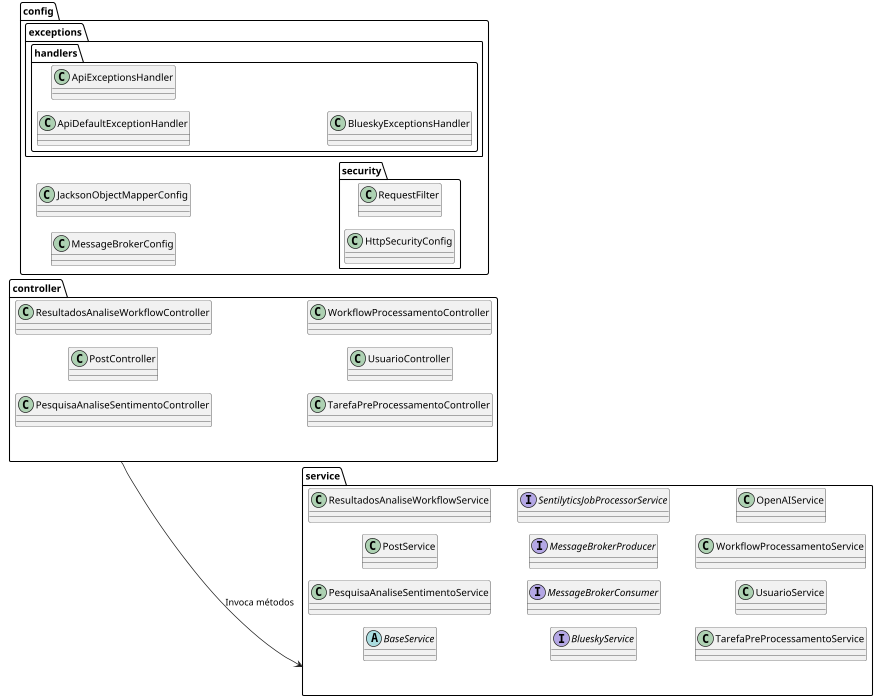 config
exceptions
handlers
C ApiExceptionsHandler
C ApiDefaultExceptionHandler
C BlueskyExceptionsHandler
C JacksonObjectMapperConfig
C MessageBrokerConfig
security
C RequestFilter
C HttpSecurityConfig
controller
C ResultadosAnaliseWorkflowController
C WorkflowProcessamentoController
C PostController
C UsuarioController
C PesquisaAnaliseSentimentoController
C TarefaPreProcessamentoController
Invoca métodos
service
C ResultadosAnaliseWorkflowService
I SentilyticsJobProcessorService
C OpenAIService
C PostService
I MessageBrokerProducer
C WorkflowProcessamentoService
C PesquisaAnaliseSentimentoService
I MessageBrokerConsumer
C UsuarioService
A BaseService
I BlueskyService
C TarefaPreProcessamentoService